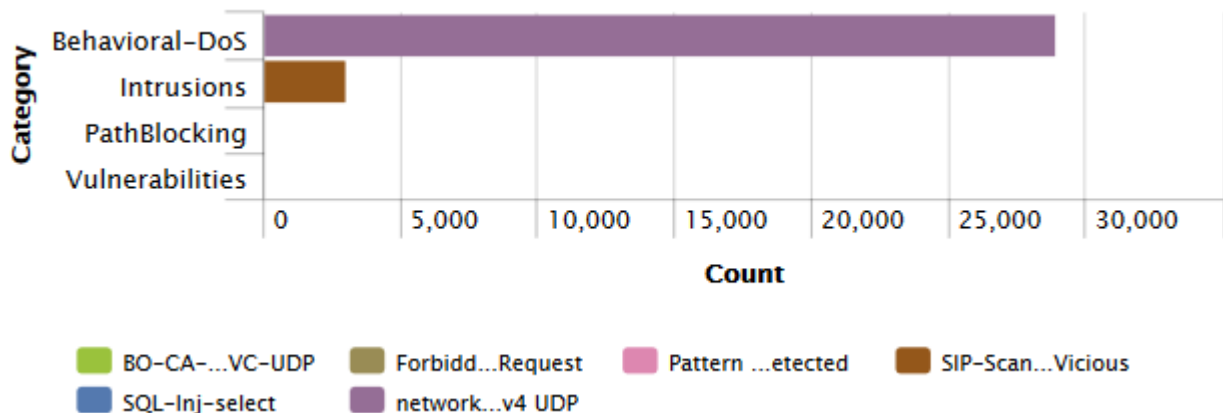 Category
Behavioral-DoS
Intrusions
PathBlocking
Vulnerabilities
0 5,000 10,000 15,000 20,000 25,000 30,000
Count
BO-CA-...VC-UDP Forbidd...Request Pattern ...etected SIP-Scan...Vicious
SQL-Inj-select network...v4 UDP